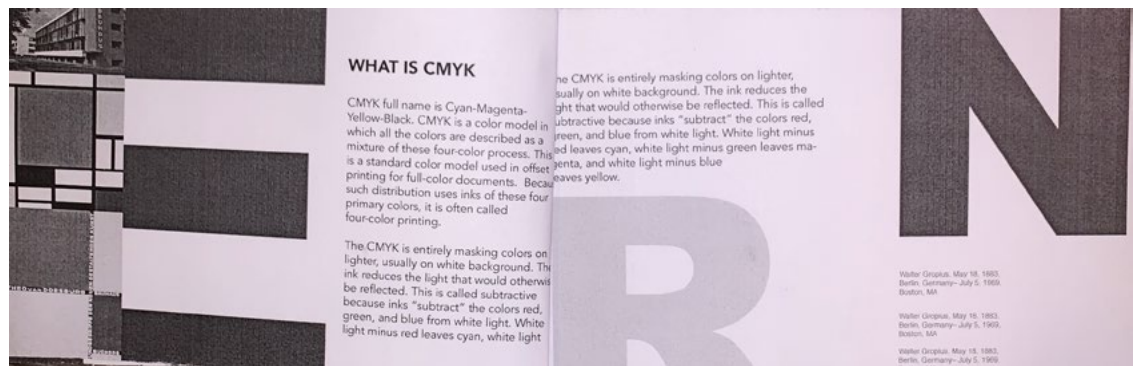 E
WHAT IS CMYK
CMYK full name is Cyan-Magenta-
Yellow-Black. CMYK is a color model in
which all the colors are described as a
mixture of these four-color process. This
is a standard color model used in offset
printing for full-color documents. Becau
such distribution uses inks of these four
primary colors, it is often called
four-color printing.
The CMYK is entirely masking colors on
lighter, usually on white background. The
ink reduces the light that would otherwis
be reflected. This is called subtractive
because inks “subtract” the colors red,
green, and blue from white light. White
light minus red leaves cyan, white light
he CMYK is entirely masking colors on lighter,
sually on white background. The ink reduces the
ght that would otherwise be reflected. This is called
ubtractive because inks “subtract” the colors red,
reen, and blue from white light. White light minus
ed leaves cyan, white light minus green leaves ma-
enta, and white light minus blue
eaves yellow.
R
N
Walter Gropius, May 18, 1883,
Berlin, Germany– July 5, 1969,
Boston, MA
Walter Gropius, May 18, 1883,
Berlin, Germany– July 5, 1969,
Boston, MA
Walter Gropius, May 18, 1883,
Berlin, Germany– July 5, 1969,